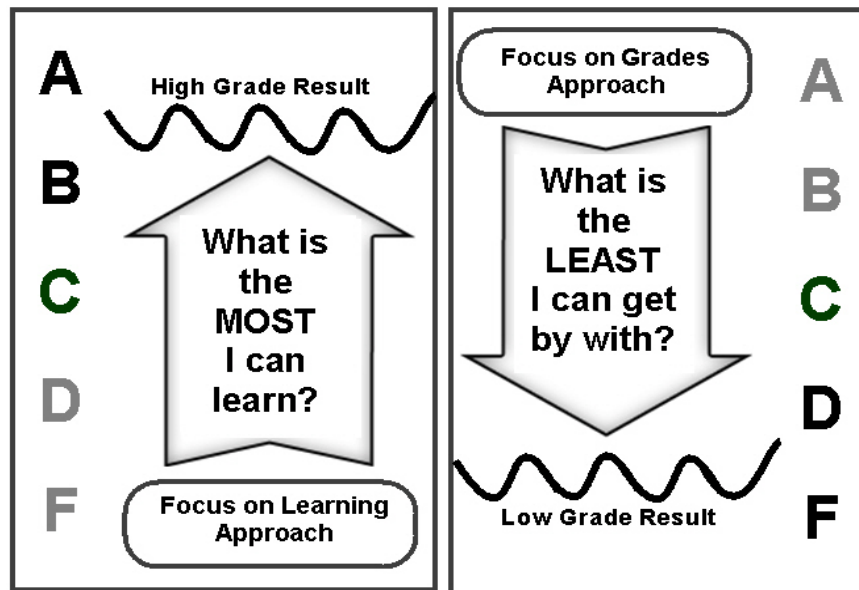 A
High Grade Result
B
What is
the
MOST
I can
learn?
C
D
F
Focus on Learning
Approach
Focus on Grades
Approach
A
What is
the
LEAST
I can get
by with?
B
C
D
Low Grade Result
F